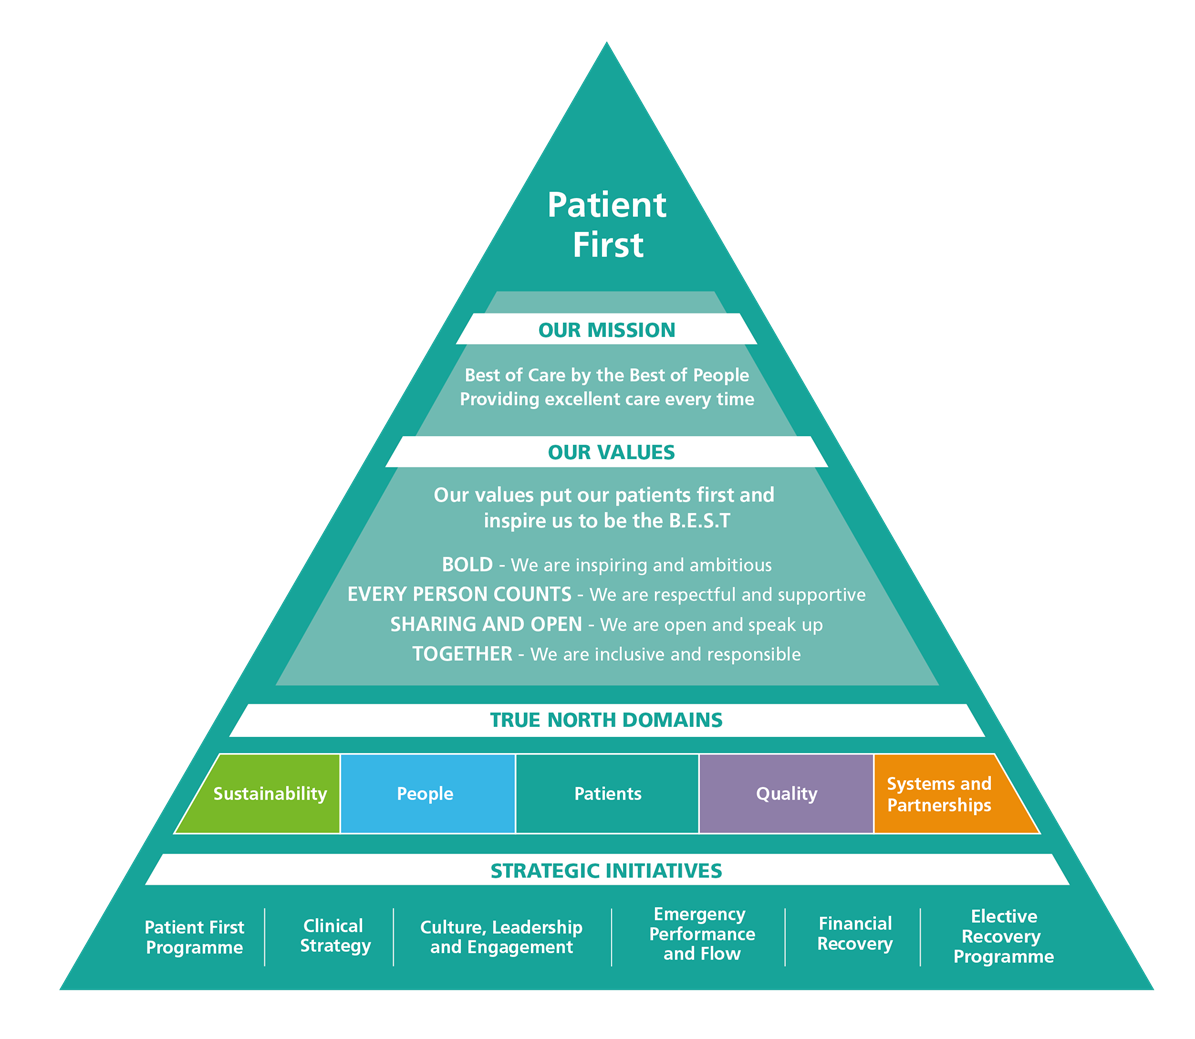 Patient
First
OUR MISSION
Best of Care by the Best of People
Providing excellent care every time
OUR VALUES
Our values put our patients first and
inspire us to be the B.E.S.T
BOLD - We are inspiring and ambitious
EVERY PERSON COUNTS - We are respectful and supportive
SHARING AND OPEN - We are open and speak up
TOGETHER - We are inclusive and responsible
TRUE NORTH DOMAINS
Sustainability
People
Patients
Quality
Systems and
Partnerships
STRATEGIC INITIATIVES
Patient First
Programme
Clinical
Strategy
Culture, Leadership
and Engagement
Emergency
Performance
and Flow
Financial
Recovery
Elective
Recovery
Programme